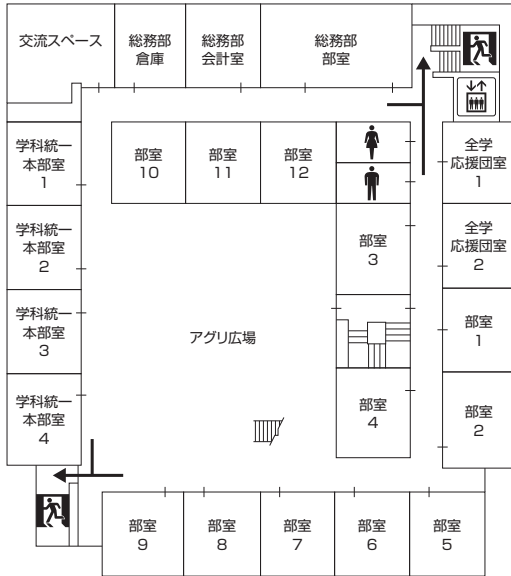 交流スペース
総務部
倉庫
総務部
会計室
総務部
部室
学科統一
本部室
1
部室
10
部室
11
部室
12
全学
応援団室
1
学科統一
本部室
2
部室
3
全学
応援団室
2
学科統一
本部室
3
アグリ広場
部室
1
学科統一
本部室
4
部室
4
部室
2
部室
9
部室
8
部室
7
部室
6
部室
5